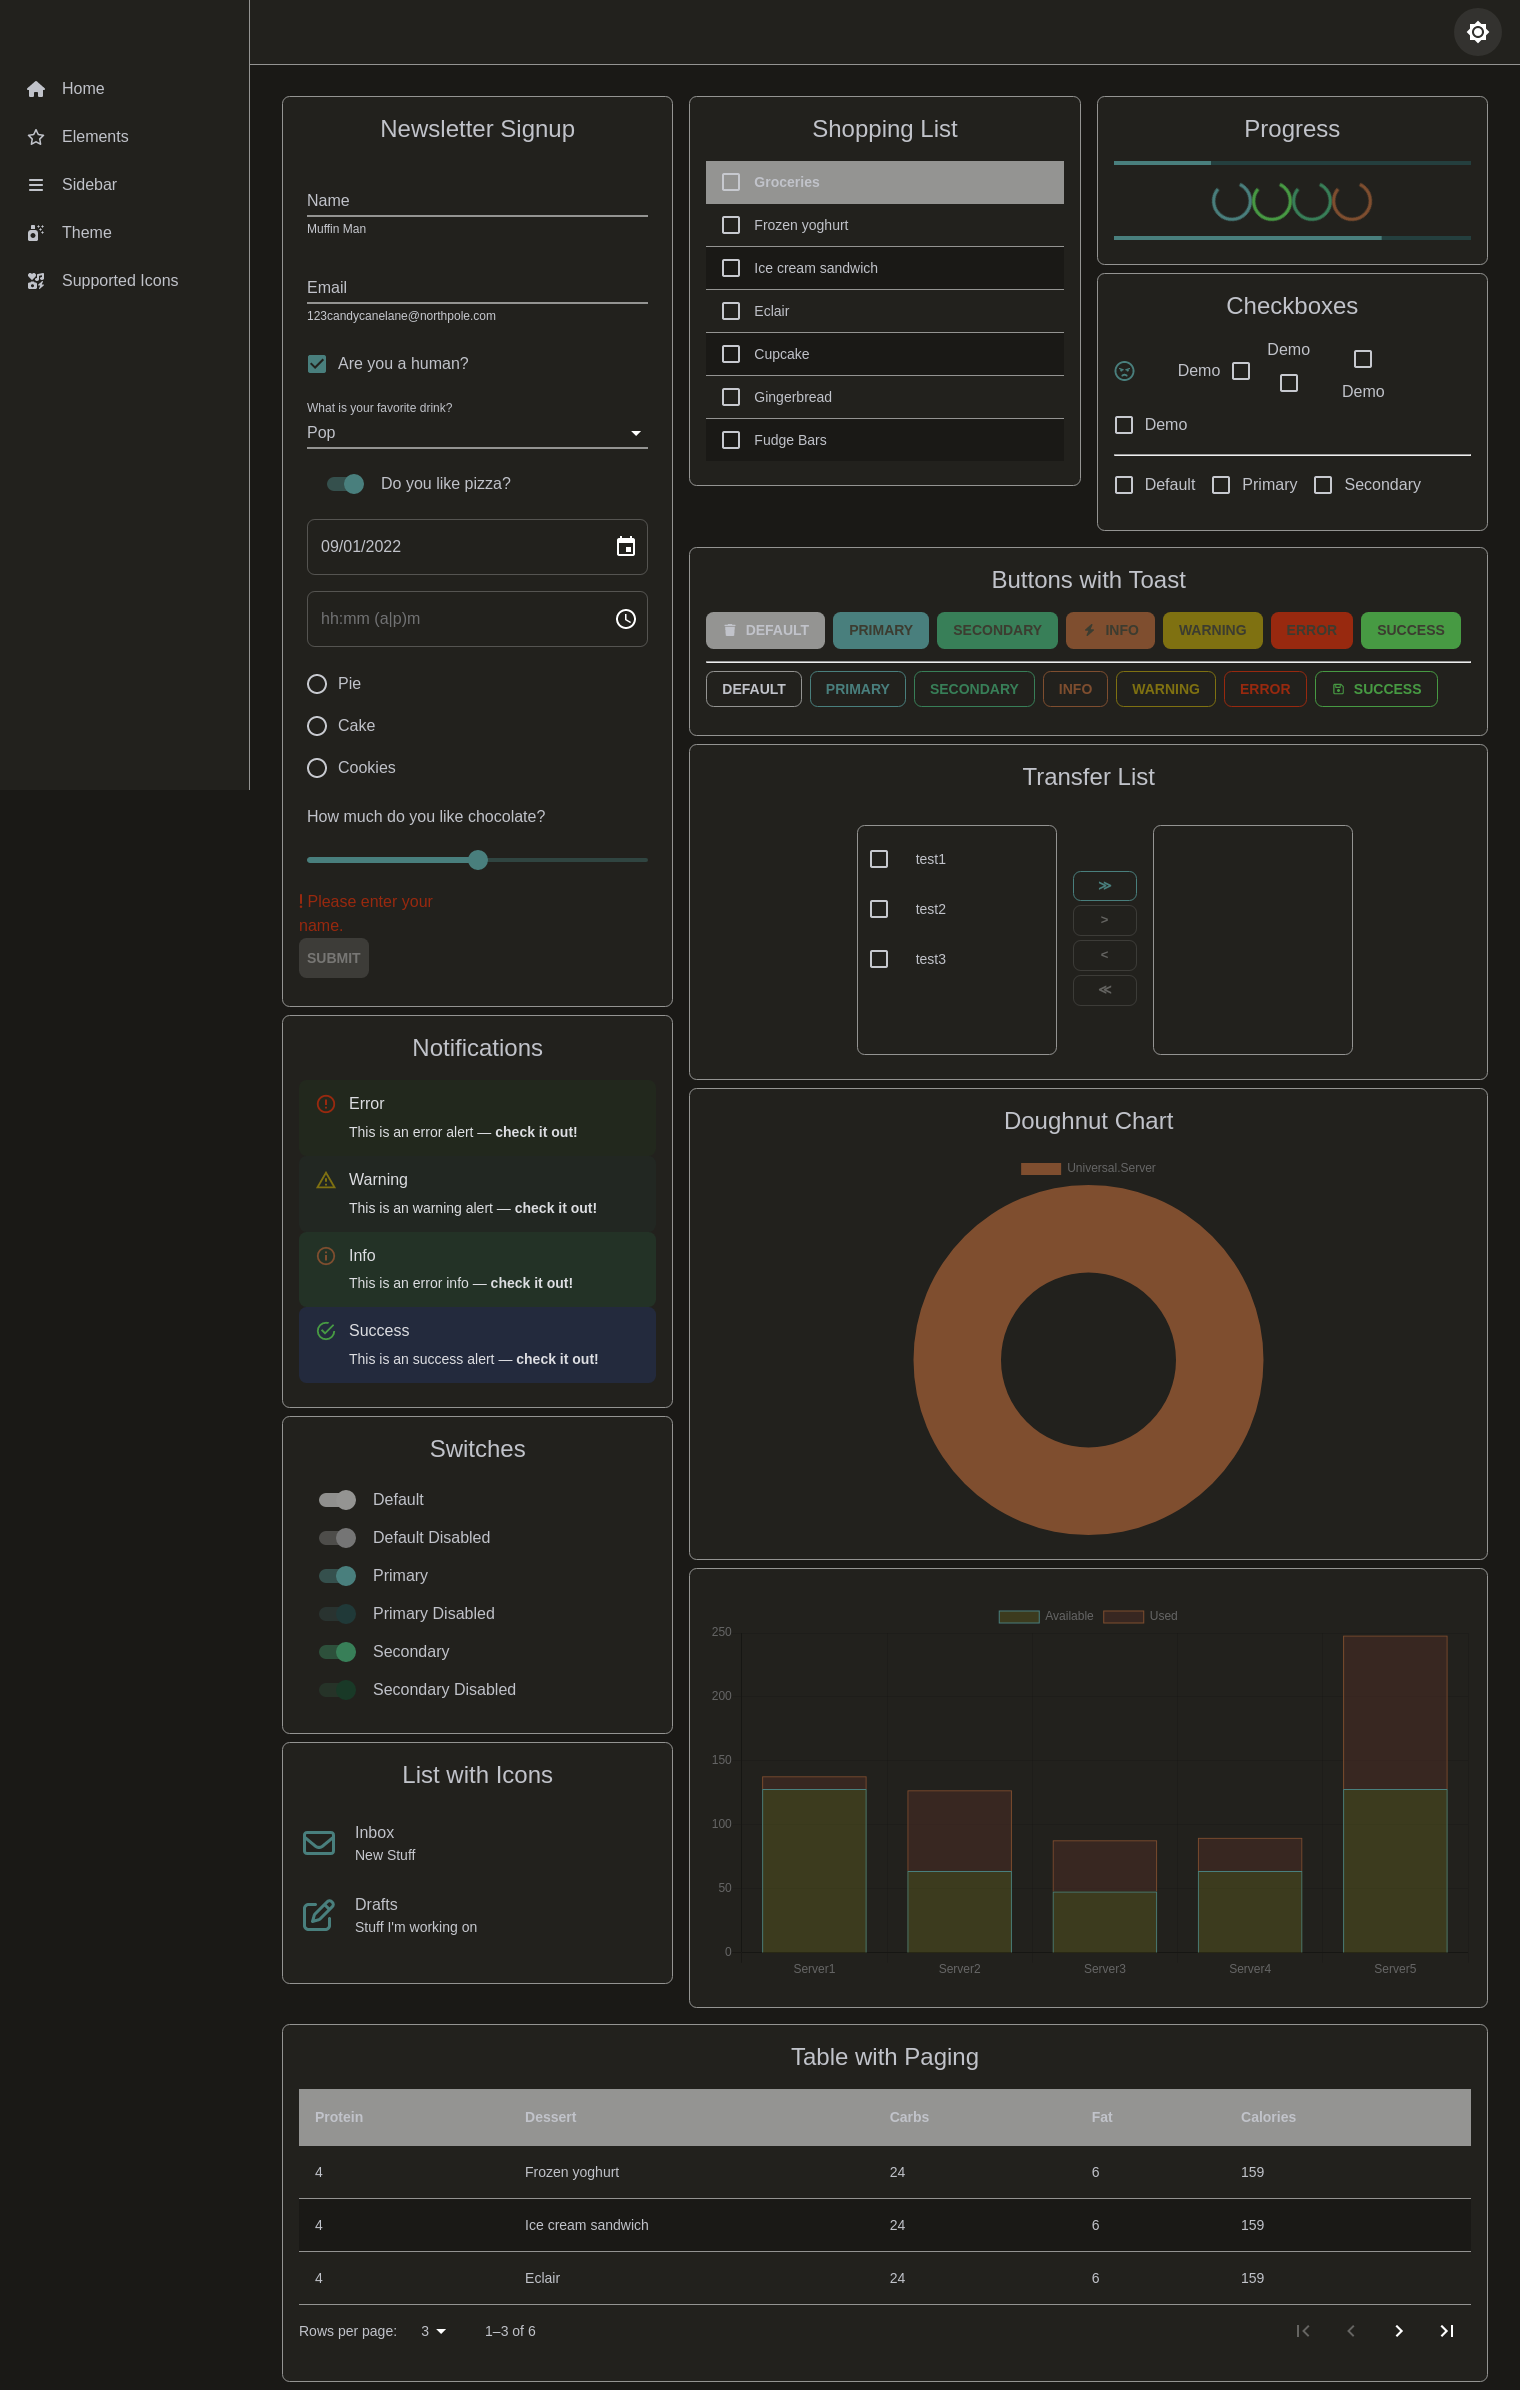 Home
Elements
Sidebar
Theme
Supported Icons
Newsletter Signup
Name
Muffin Man
Email
123candycanelane@northpole.com
Are you a human?
What is your favorite drink?
Pop
Do you like pizza?
09/01/2022
hh:mm (a|p)m
Pie
Cake
Cookies
How much do you like chocolate?
! Please enter your
name.
SUBMIT
Notifications
Error
This is an error alert — check it out!
Warning
This is an warning alert — check it out!
Info
This is an error info — check it out!
Success
This is an success alert — check it out!
Switches
Default
Default Disabled
Primary
Primary Disabled
Secondary
Secondary Disabled
List with Icons
Inbox
New Stuff
Drafts
Stuff I'm working on
Shopping List
Groceries
Frozen yoghurt
Ice cream sandwich
Eclair
Cupcake
Gingerbread
Fudge Bars
Progress
Checkboxes
Demo
Demo
Demo
Demo
Default Primary Secondary
Buttons with Toast
DEFAULT PRIMARY SECONDARY INFO WARNING ERROR SUCCESS
DEFAULT PRIMARY SECONDARY INFO WARNING ERROR SUCCESS
Transfer List
test1
test2
test3
≫
>
<
≪
Doughnut Chart
Universal.Server
Available Used
250
200
150
100
50
0
Server1 Server2 Server3 Server4 Server5
Table with Paging
Protein Dessert Carbs Fat Calories
4 Frozen yoghurt 24 6 159
4 Ice cream sandwich 24 6 159
4 Eclair 24 6 159
Rows per page: 3 1–3 of 6